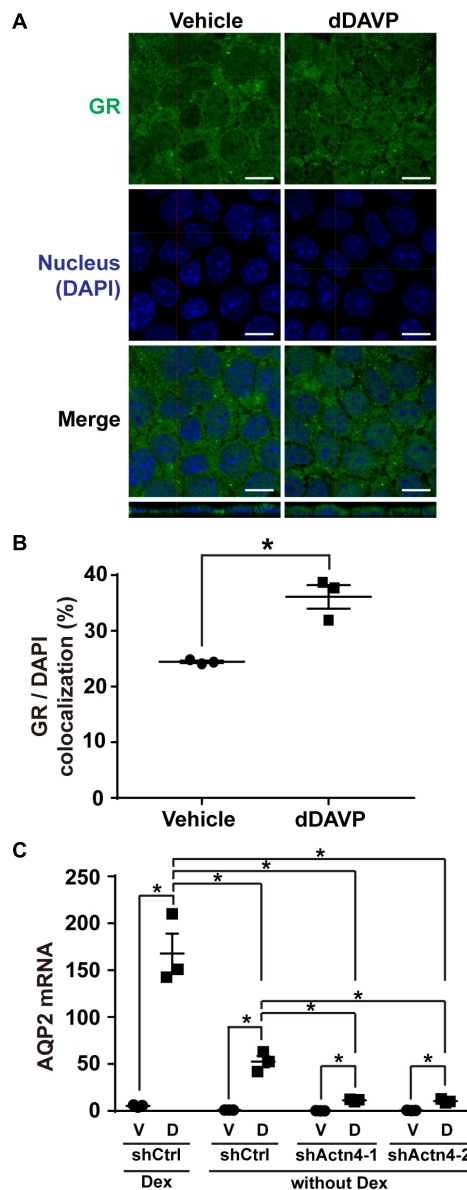 A
Vehicle dDAVP
GR
Nucleus
(DAPI)
Merge
B
*
GR / DAPI
colocalization (%)
40
30
20
10
0
Vehicle dDAVP
C
*
*
* *
*
*
* * *
AQP2 mRNA
250
200
150
100
50
0
V D V D V D V D
shCtrl shCtrl shActn4-1 shActn4-2
Dex without Dex